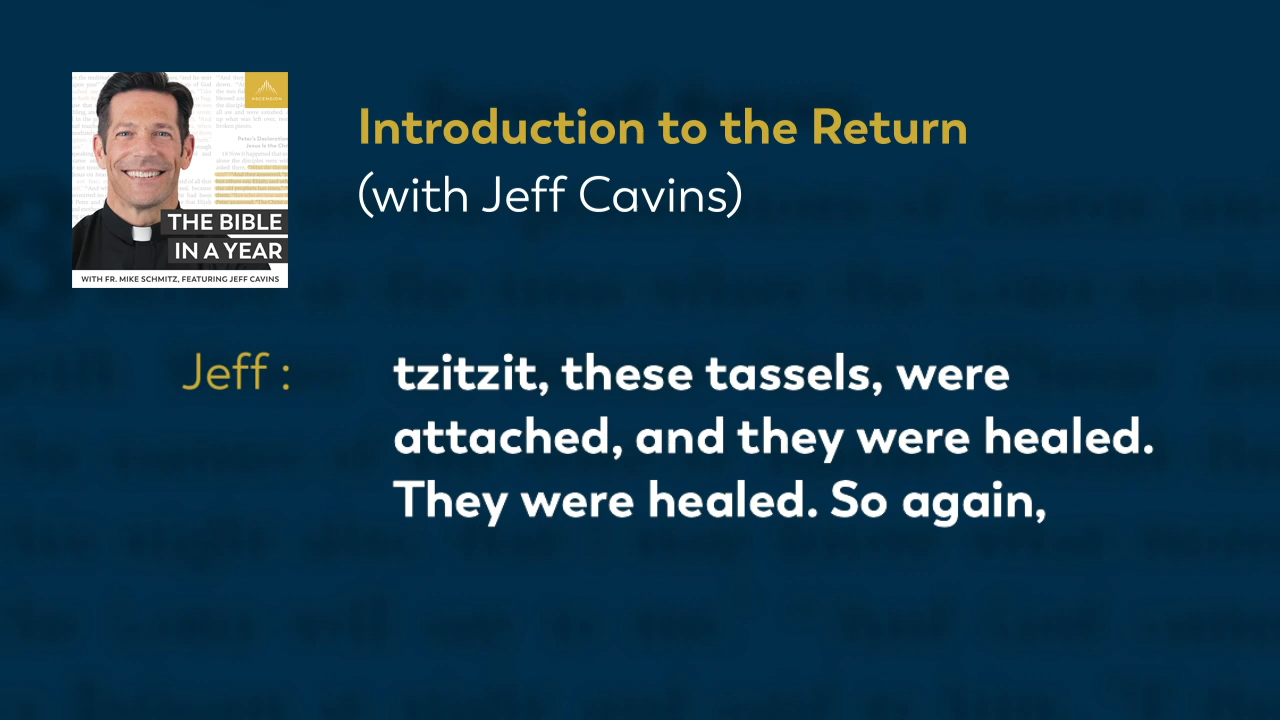 ASCENSION
THE BIBLE
IN A YEAR
WITH FR. MIKE SCHMITZ, FEATURING JEFF CAVINS
Introduction to the Return
(with Jeff Cavins)
Jeff :
tzitzit, these tassels, were
attached, and they were healed.
They were healed. So again,